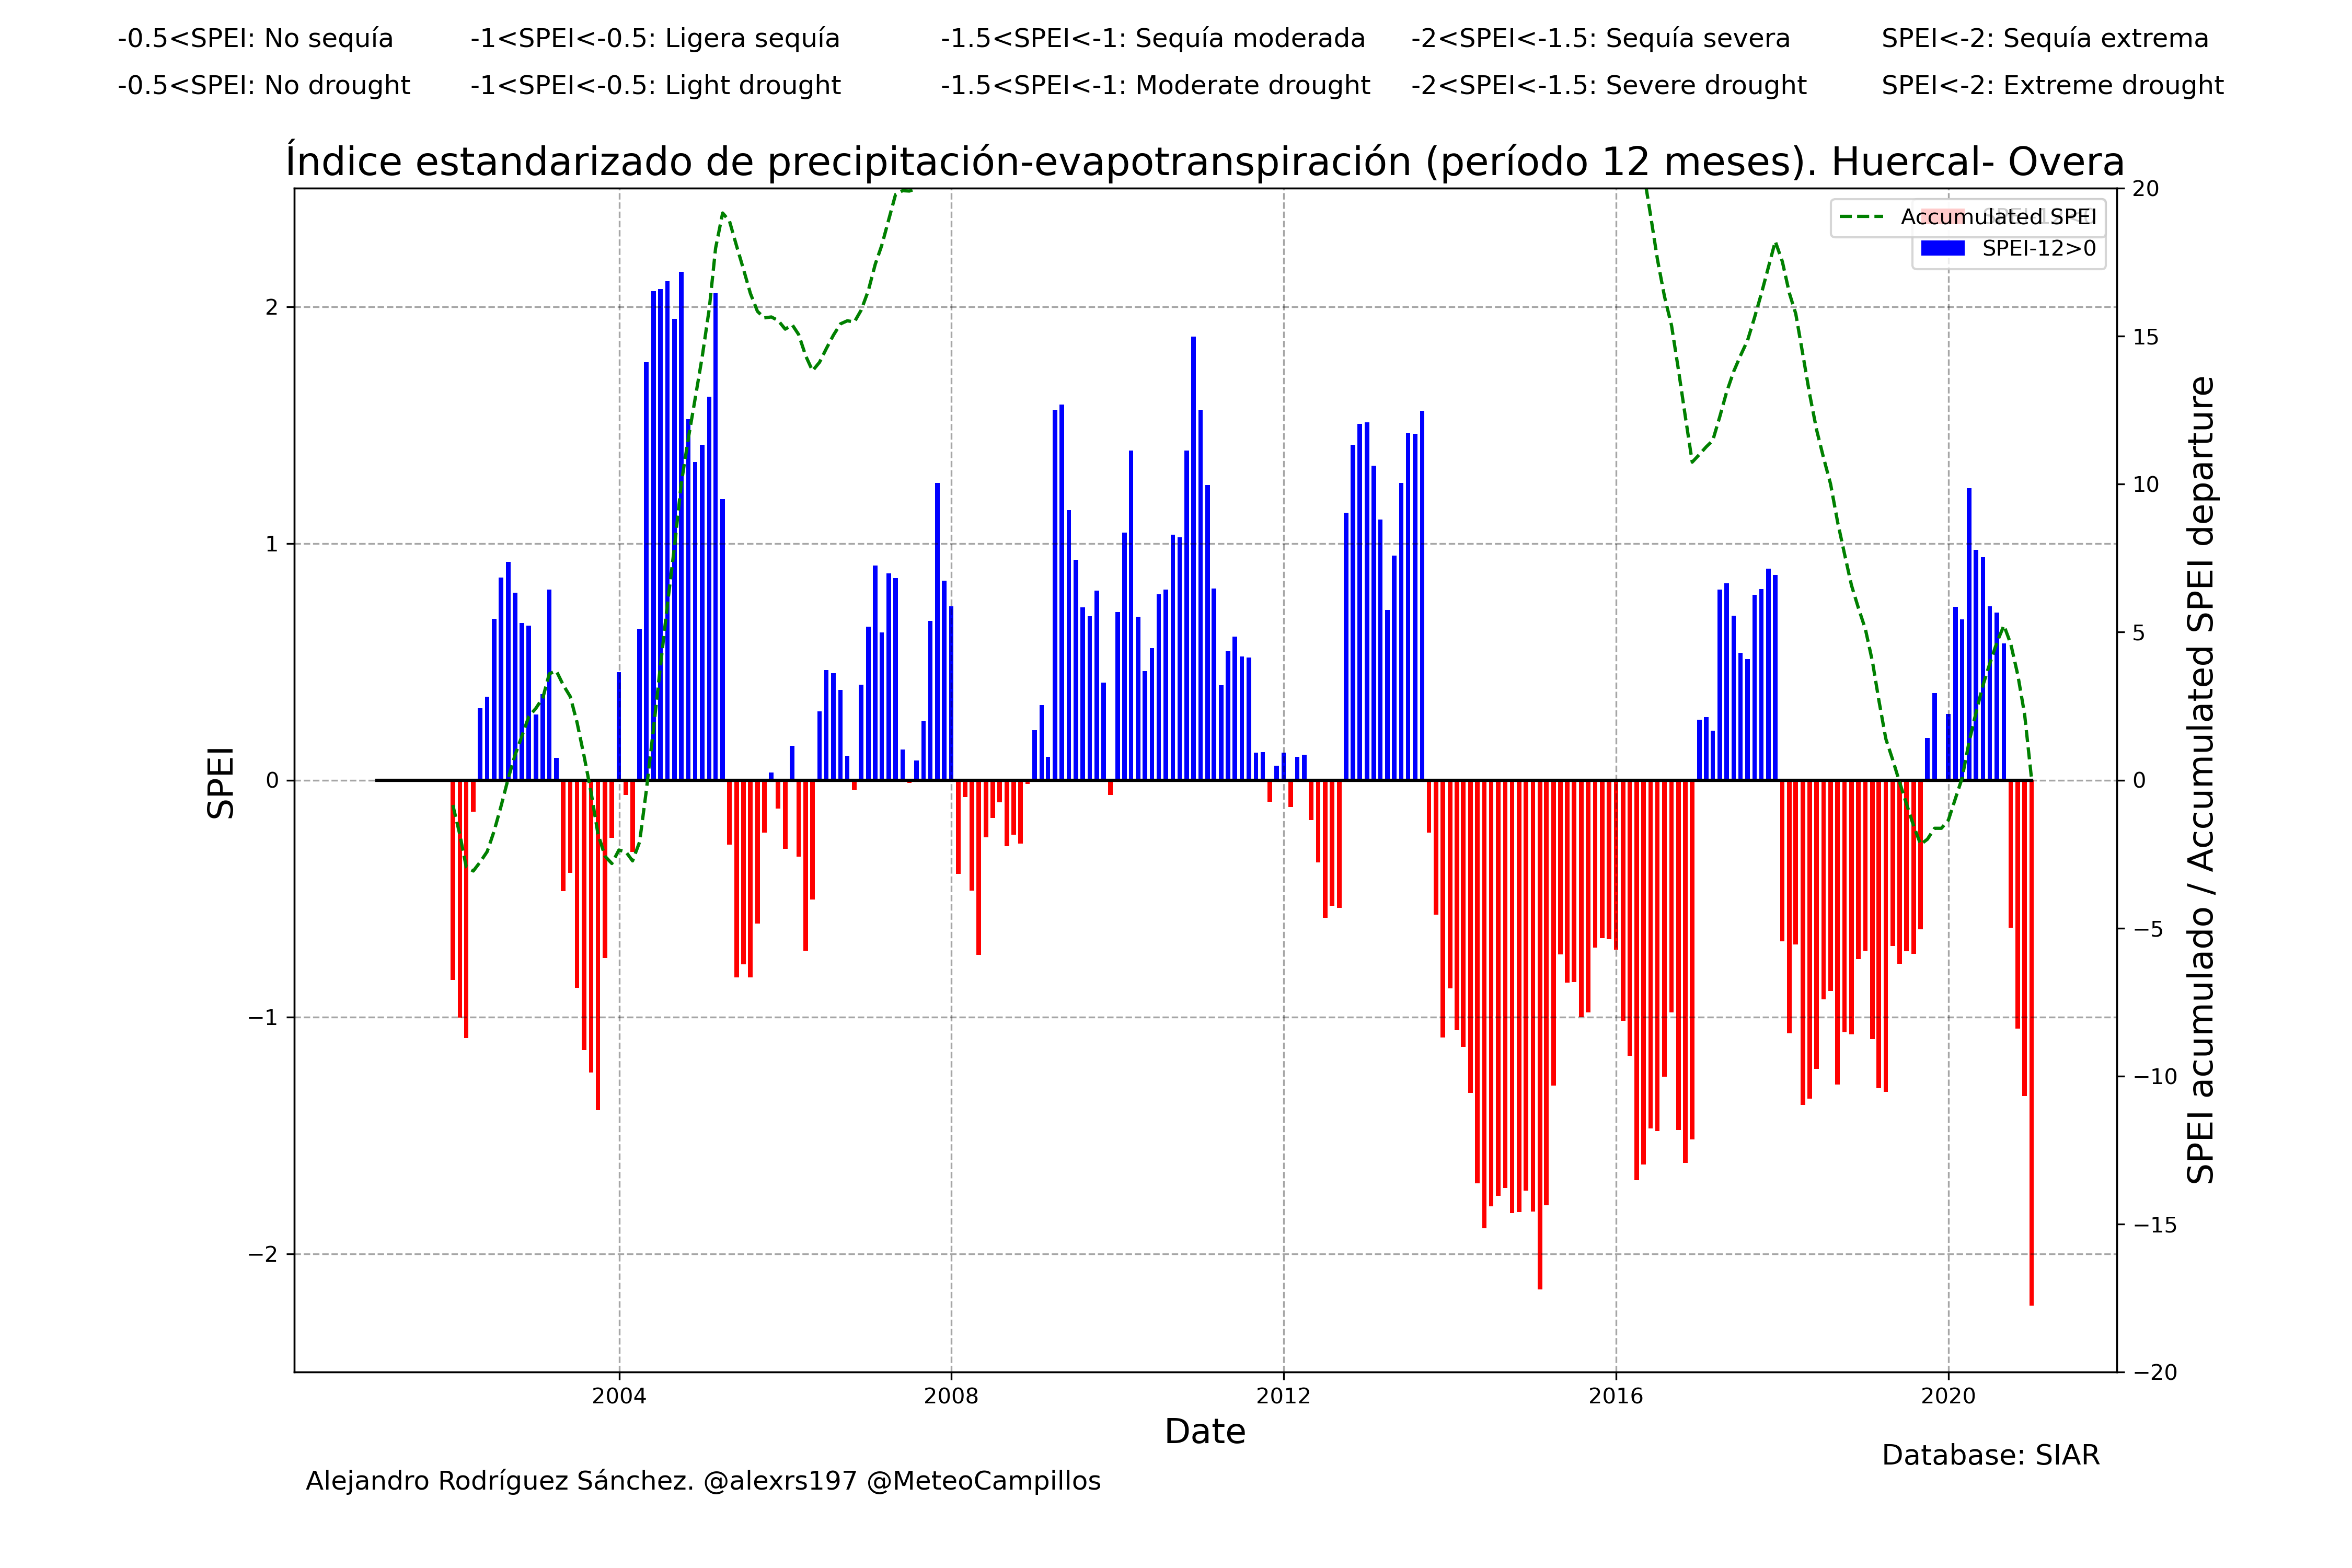 -0.5<SPEI: No sequía -1<SPEI<-0.5: Ligera sequía -1.5<SPEI<-1: Sequía moderada -2<SPEI<-1.5: Sequía severa SPEI<-2: Sequía extrema
-0.5<SPEI: No drought -1<SPEI<-0.5: Light drought -1.5<SPEI<-1: Moderate drought -2<SPEI<-1.5: Severe drought SPEI<-2: Extreme drought
Índice estandarizado de precipitación-evapotranspiración (período 12 meses). Huercal- Overa
Accumulated SPEI
SPEI-12>0
SPEI
2
1
0
−1
−2
20
15
10
5
0
−5
−10
−15
−20
SPEI acumulado / Accumulated SPEI departure
2004 2008 2012 2016 2020
Date
Database: SIAR
Alejandro Rodríguez Sánchez. @alexrs197 @MeteoCampillos